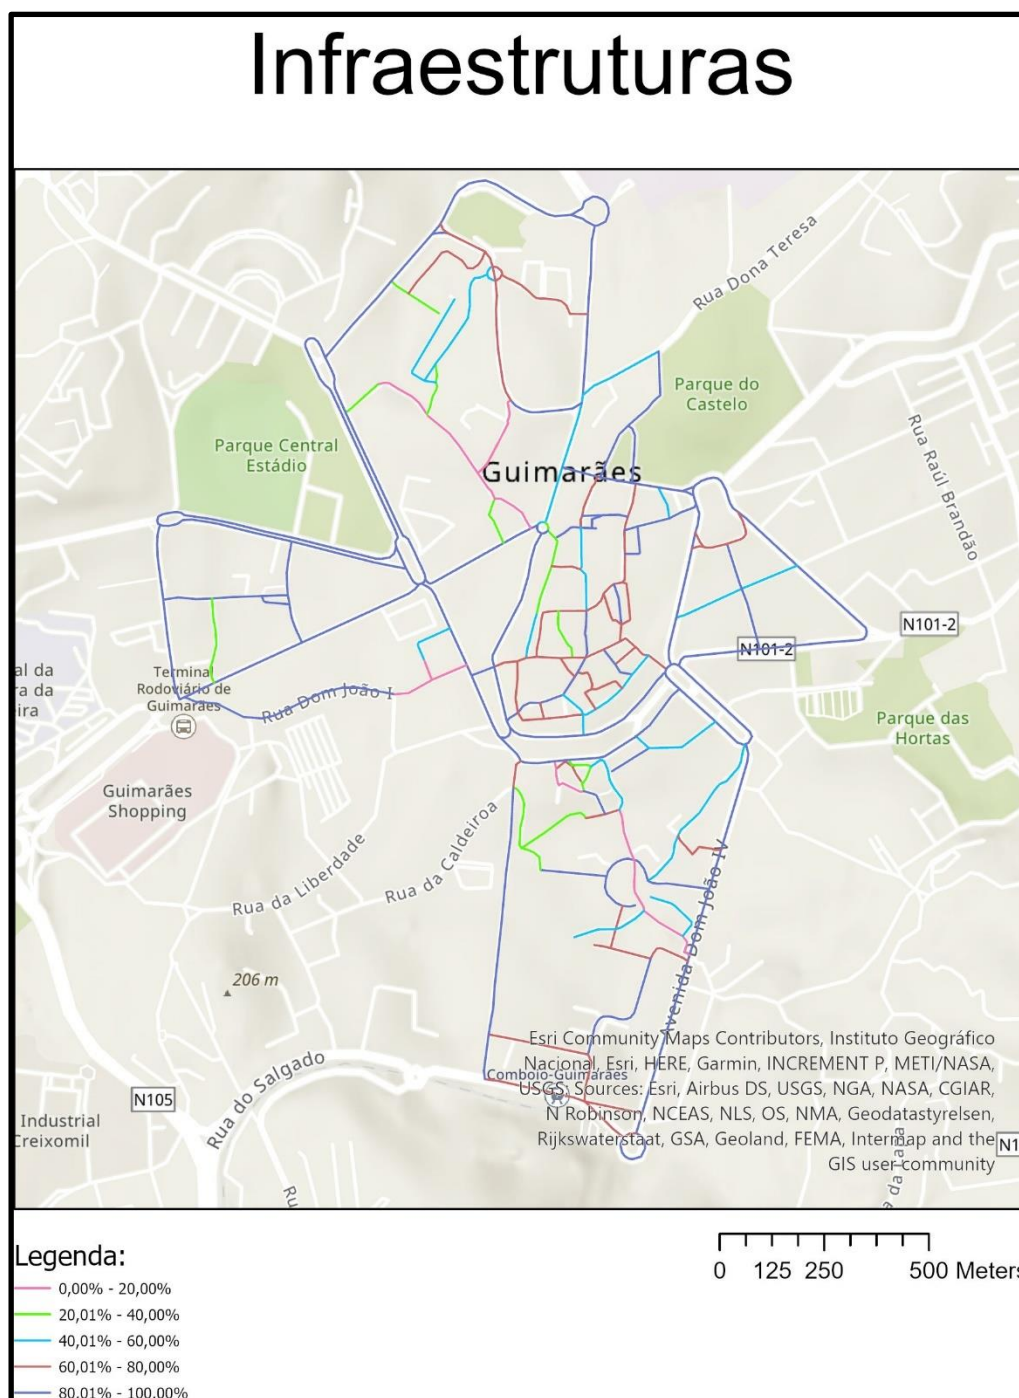 Infraestruturas
Rua Dona Teresa
Parque do
Castelo
Rua Raúl Brandão
Parque Central
Estádio
Guimarães
N101-2
N101-2
al da
ra da
eira
Terminal
Rodoviário de
Guimarães
Rua Dom João I
Parque das
Hortas
Guimarães
Shopping
Rua da Caldeiroa
Rua da Liberdade
Avenida Dom João IV
206 m
Esri Community Maps Contributors, Instituto Geográfico
Nacional, Esri, HERE, Garmin, INCREMENT P, METI/NASA,
USGS; Sources: Esri, Airbus DS, USGS, NGA, NASA, CGIAR,
N Robinson, NCEAS, NLS, OS, NMA, Geodatastyrelsen,
Rijkswaterstaat, GSA, Geoland, FEMA, Intermap and the
GIS user community
Comboio-Guimarães
N105
Rua do Salgado
Industrial
Creixomil
N1
Ru
a da
Legenda:
0,00% - 20,00%
20,01% - 40,00%
40,01% - 60,00%
60,01% - 80,00%
80,01% - 100,00%
0 125 250 500 Meters